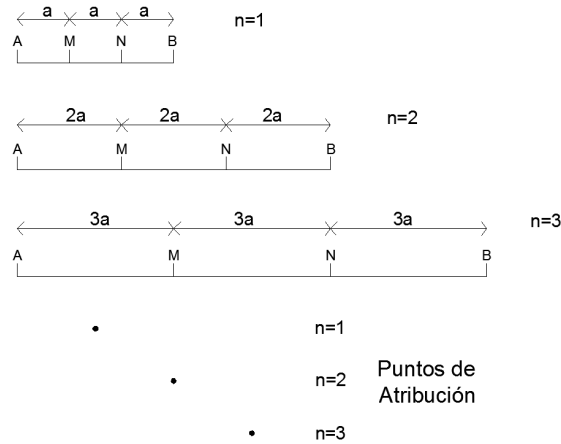 a a a n=1
A M N B
2a 2a 2a n=2
A M N B
3a 3a 3a n=3
A M N B
n=1
n=2
Puntos de
Atribución
n=3